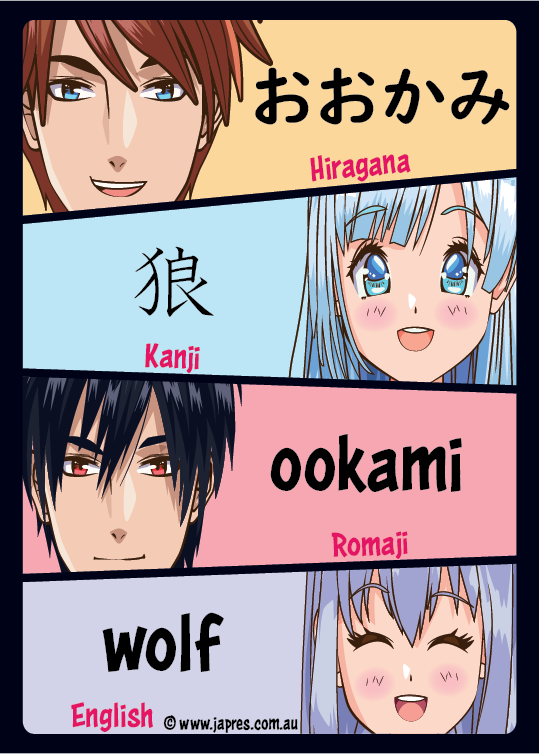 おおかみ
Hiragana
狼
Kanji
ookami
Romaji
wolf
English
© www.japres.com.au